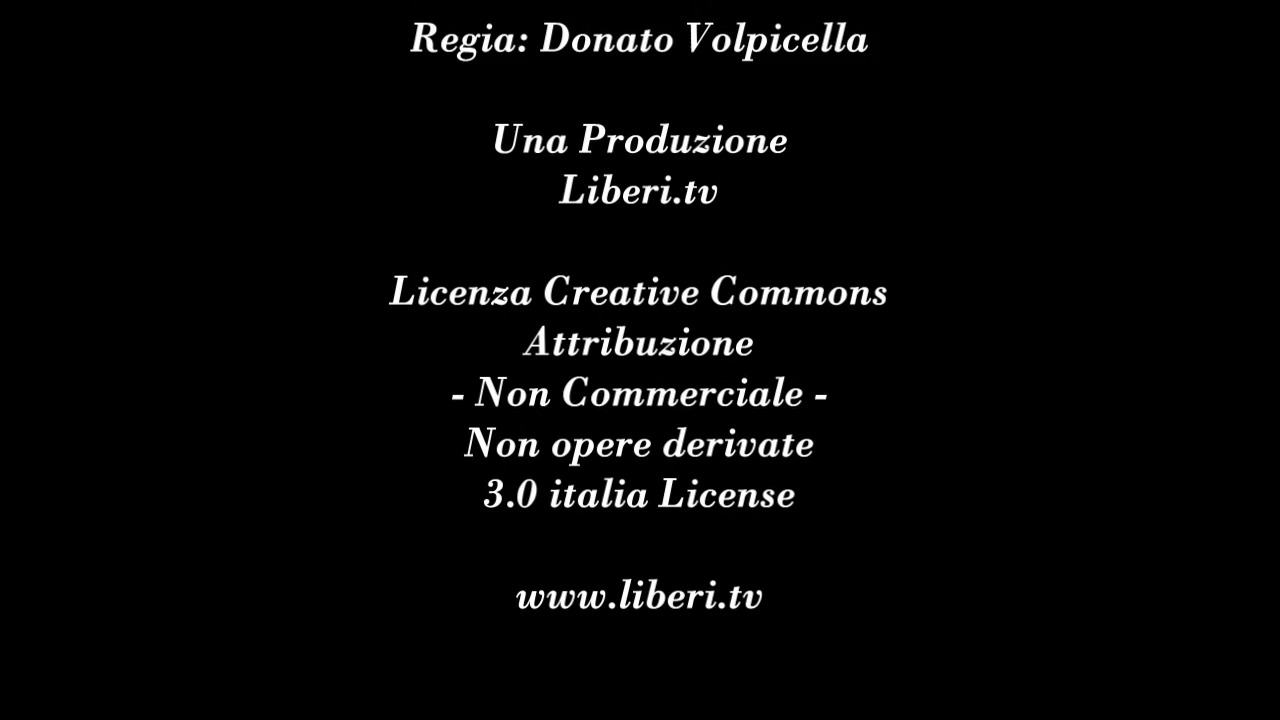 Regia: Donato Volpicella
Una Produzione
Liberi.tv
Licenza Creative Commons
Attribuzione
- Non Commerciale -
Non opere derivate
3.0 italia License
www.liberi.tv